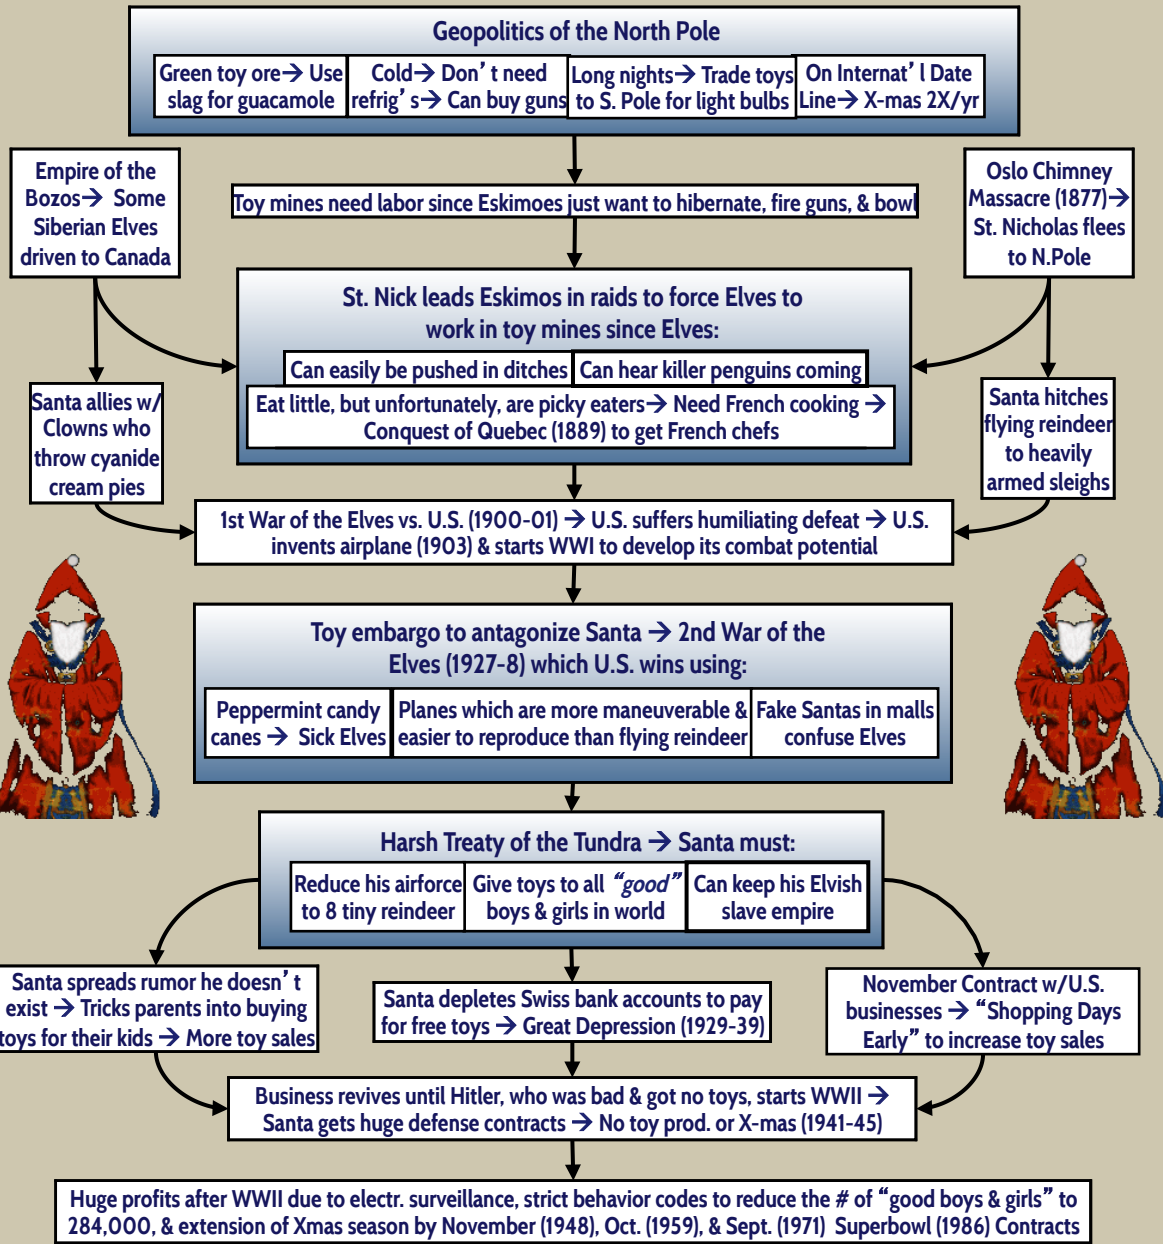 Geopolitics of the North Pole
Green toy ore→ Use
slag for guacamole
Cold→ Don't need
refrig's→ Can buy guns
Long nights→ Trade toys
to S. Pole for light bulbs
On Internat'l Date
Line→ X-mas 2X/yr
Empire of the
Bozos→ Some
Siberian Elves
driven to Canada
Toy mines need labor since Eskimoes just want to hibernate, fire guns, & bowl
Oslo Chimney
Massacre (1877)→
St. Nicholas flees
to N.Pole
St. Nick leads Eskimos in raids to force Elves to
work in toy mines since Elves:
Can easily be pushed in ditches
Can hear killer penguins coming
Eat little, but unfortunately, are picky eaters→ Need French cooking →
Conquest of Quebec (1889) to get French chefs
Santa allies w/
Clowns who
throw cyanide
cream pies
Santa hitches
flying reindeer
to heavily
armed sleighs
1st War of the Elves vs. U.S. (1900-01) → U.S. suffers humiliating defeat → U.S.
invents airplane (1903) & starts WWI to develop its combat potential
Toy embargo to antagonize Santa → 2nd War of the
Elves (1927-8) which U.S. wins using:
Peppermint candy
canes → Sick Elves
Planes which are more maneuverable &
easier to reproduce than flying reindeer
Fake Santas in malls
confuse Elves
Harsh Treaty of the Tundra → Santa must:
Reduce his airforce
to 8 tiny reindeer
Give toys to all "good"
boys & girls in world
Can keep his Elvish
slave empire
Santa spreads rumor he doesn't
exist → Tricks parents into buying
toys for their kids → More toy sales
Santa depletes Swiss bank accounts to pay
for free toys → Great Depression (1929-39)
November Contract w/U.S.
businesses → "Shopping Days
Early" to increase toy sales
Business revives until Hitler, who was bad & got no toys, starts WWII →
Santa gets huge defense contracts → No toy prod. or X-mas (1941-45)
Huge profits after WWII due to electr. surveillance, strict behavior codes to reduce the # of "good boys & girls" to
284,000, & extension of Xmas season by November (1948), Oct. (1959), & Sept. (1971) Superbowl (1986) Contracts